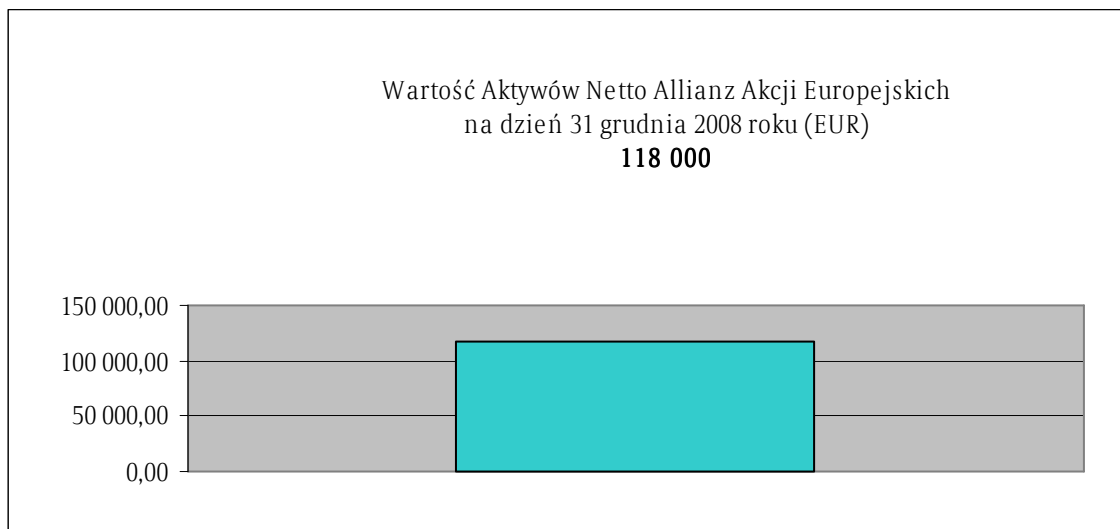 Wartość Aktywów Netto Allianz Akcji Europejskich
na dzień 31 grudnia 2008 roku (EUR)
118 000
150 000,00
100 000,00
50 000,00
0,00